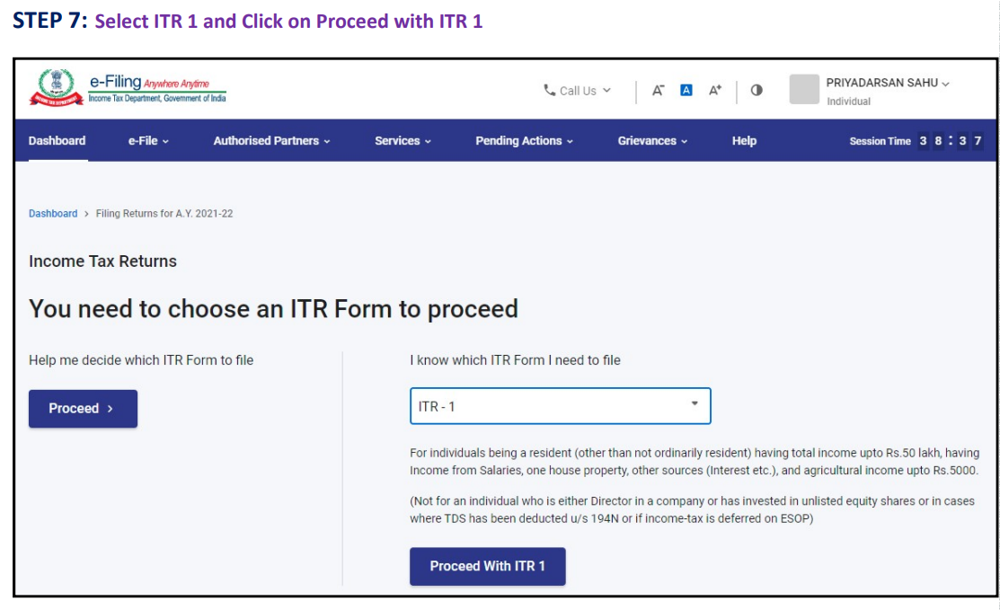 STEP 7: Select ITR 1 and Click on Proceed with ITR 1
e-Filing Anywhere Anytime
Income Tax Department, Government of India
Call Us
A-
A
A+
PRIYADARSAN SAHU
Individual
Dashboard
e-File
Authorised Partners
Services
Pending Actions
Grievances
Help
Session Time 3 8 : 3 7
Dashboard > Filing Returns for A.Y. 2021-22
Income Tax Returns
You need to choose an ITR Form to proceed
Help me decide which ITR Form to file
Proceed >
I know which ITR Form I need to file
ITR - 1
For individuals being a resident (other than not ordinarily resident) having total income upto Rs.50 lakh, having
Income from Salaries, one house property, other sources (Interest etc.), and agricultural income upto Rs.5000.
(Not for an individual who is either Director in a company or has invested in unlisted equity shares or in cases
where TDS has been deducted u/s 194N or if income-tax is deferred on ESOP)
Proceed With ITR 1